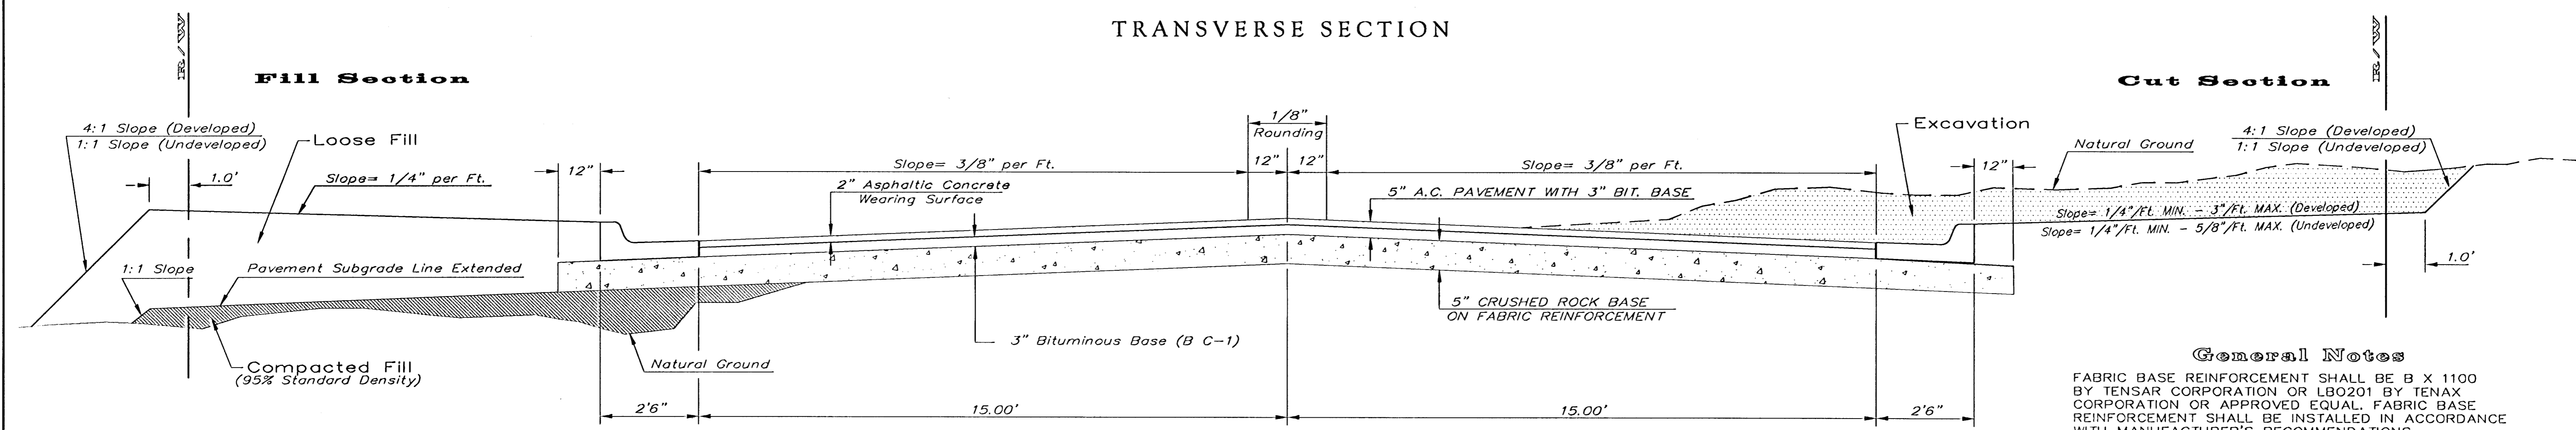 TRANSVERSE SECTION
R/W
Fill Section
Cut Section
R/W
4:1 Slope (Developed)
1:1 Slope (Undeveloped)
Loose Fill
1.0'
Slope= 1/4" per Ft.
12"
Slope= 3/8" per Ft.
2" Asphaltic Concrete
Wearing Surface
1/8"
Rounding
12"
12"
Slope= 3/8" per Ft.
5" A.C. PAVEMENT WITH 3" BIT. BASE
Excavation
Natural Ground
12"
4:1 Slope (Developed)
1:1 Slope (Undeveloped)
Slope= 1/4"/Ft. MIN. - 3"/Ft. MAX. (Developed)
Slope= 1/4"/Ft. MIN. - 5/8"/Ft. MAX. (Undeveloped)
1.0'
1:1 Slope
Pavement Subgrade Line Extended
5" CRUSHED ROCK BASE
ON FABRIC REINFORCEMENT
3" Bituminous Base (B C-1)
Natural Ground
Compacted Fill
(95% Standard Density)
2'6"
15.00'
15.00'
2'6"
General Notes
FABRIC BASE REINFORCEMENT SHALL BE B X 1100
BY TENSAR CORPORATION OR LBO201 BY TENAX
CORPORATION OR APPROVED EQUAL. FABRIC BASE
REINFORCEMENT SHALL BE INSTALLED IN ACCORDANCE
WITH MANUFACTURER'S RECOMMENDATIONS